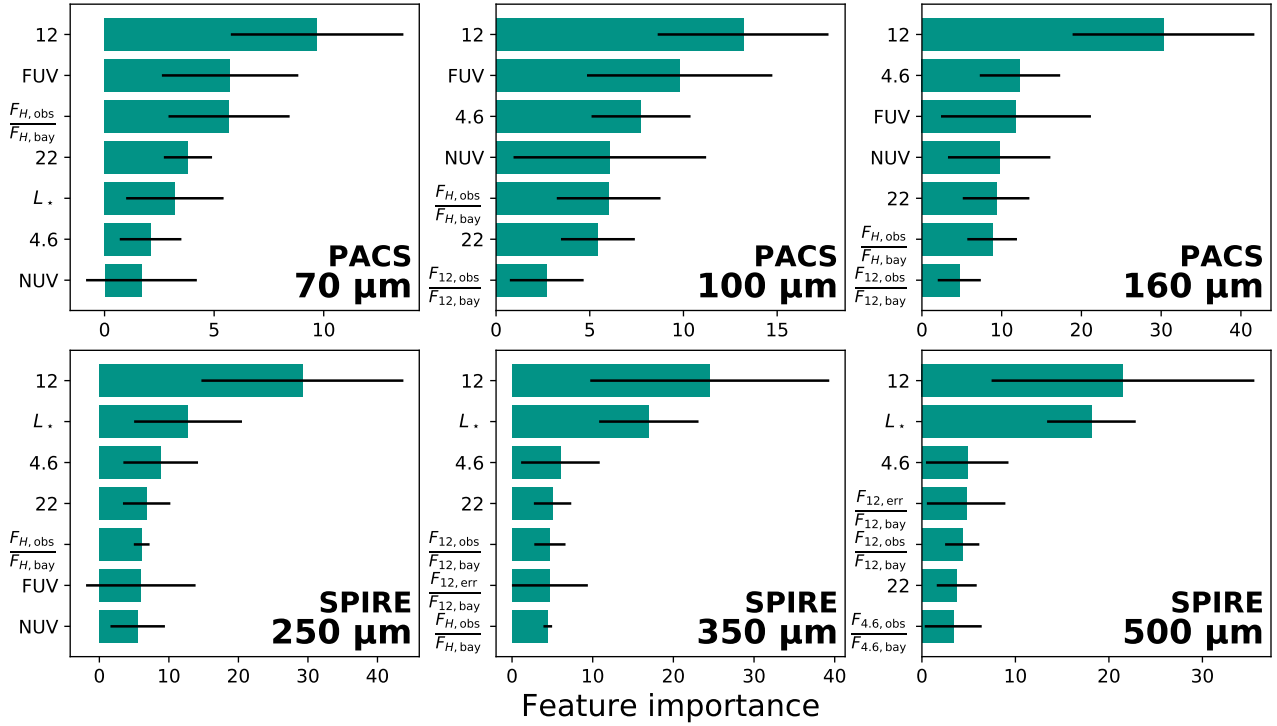 12
FUV
F_H,obs / F_H,bay
22
L⋆
4.6
NUV
PACS
70 µm
0 5 10
12
FUV
4.6
NUV
F_H,obs / F_H,bay
22
F_12,obs / F_12,bay
PACS
100 µm
0 5 10 15
12
4.6
FUV
NUV
22
F_H,obs / F_H,bay
F_12,obs / F_12,bay
PACS
160 µm
0 10 20 30 40
12
L⋆
4.6
22
F_H,obs / F_H,bay
FUV
NUV
SPIRE
250 µm
0 10 20 30 40
12
L⋆
4.6
22
F_12,obs / F_12,bay
F_12,err / F_12,bay
F_H,obs / F_H,bay
SPIRE
350 µm
0 10 20 30 40
12
L⋆
4.6
F_12,err / F_12,bay
F_12,obs / F_12,bay
22
F_4.6,obs / F_4.6,bay
SPIRE
500 µm
0 10 20 30
Feature importance